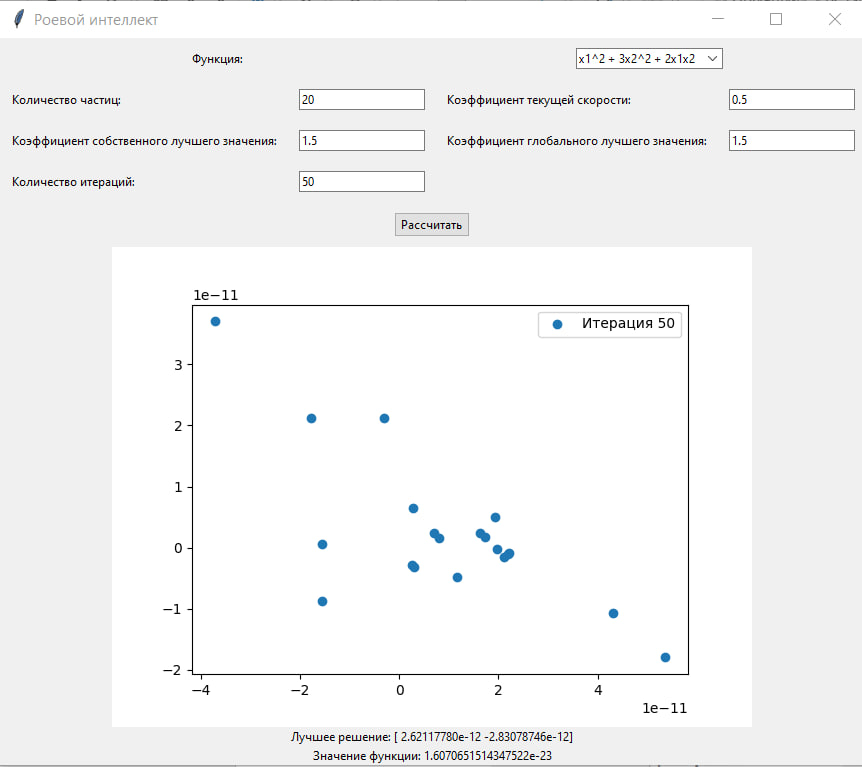 Роевой интеллект
Функция: x1^2 + 3x2^2 + 2x1x2
Количество частиц: 20 Коэффициент текущей скорости: 0.5
Коэффициент собственного лучшего значения: 1.5 Коэффициент глобального лучшего значения: 1.5
Количество итераций: 50
Рассчитать
1e−11
Итерация 50
3
2
1
0
−1
−2
−4 −2 0 2 4
1e−11
Лучшее решение: [ 2.62117780e-12 -2.83078746e-12]
Значение функции: 1.6070651514347522e-23